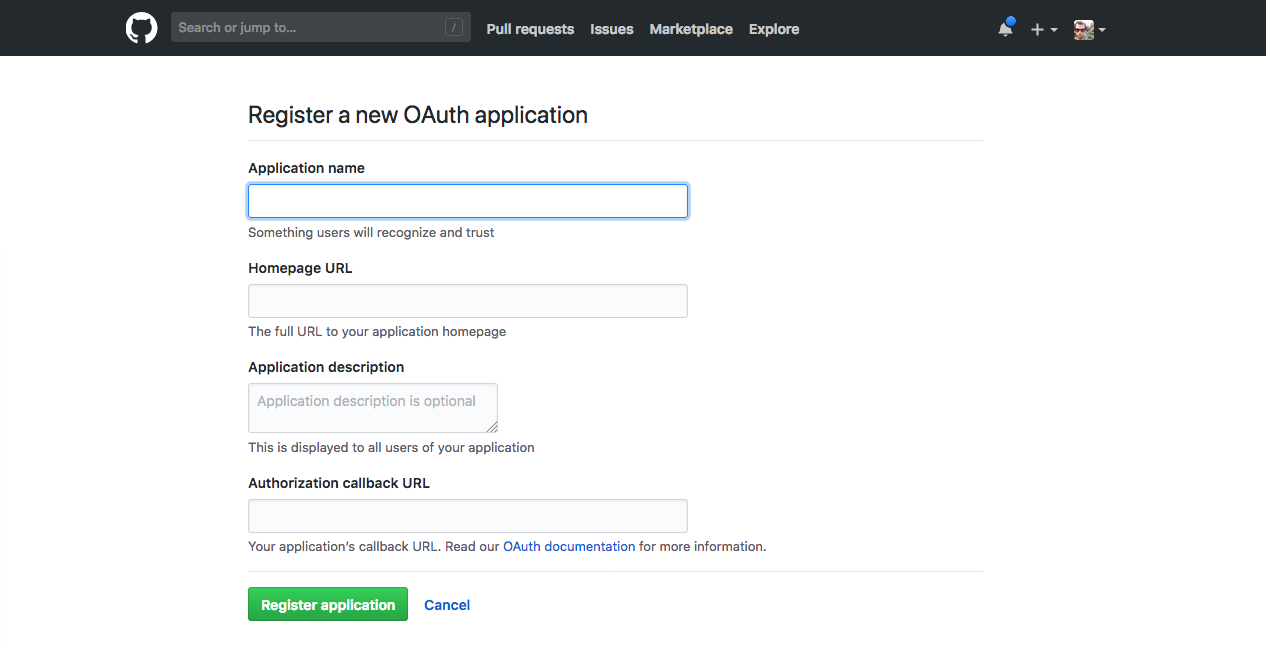 Search or jump to... /
Pull requests Issues Marketplace Explore
Register a new OAuth application
Application name
Something users will recognize and trust
Homepage URL
The full URL to your application homepage
Application description
Application description is optional
This is displayed to all users of your application
Authorization callback URL
Your application's callback URL. Read our OAuth documentation for more information.
Register application Cancel